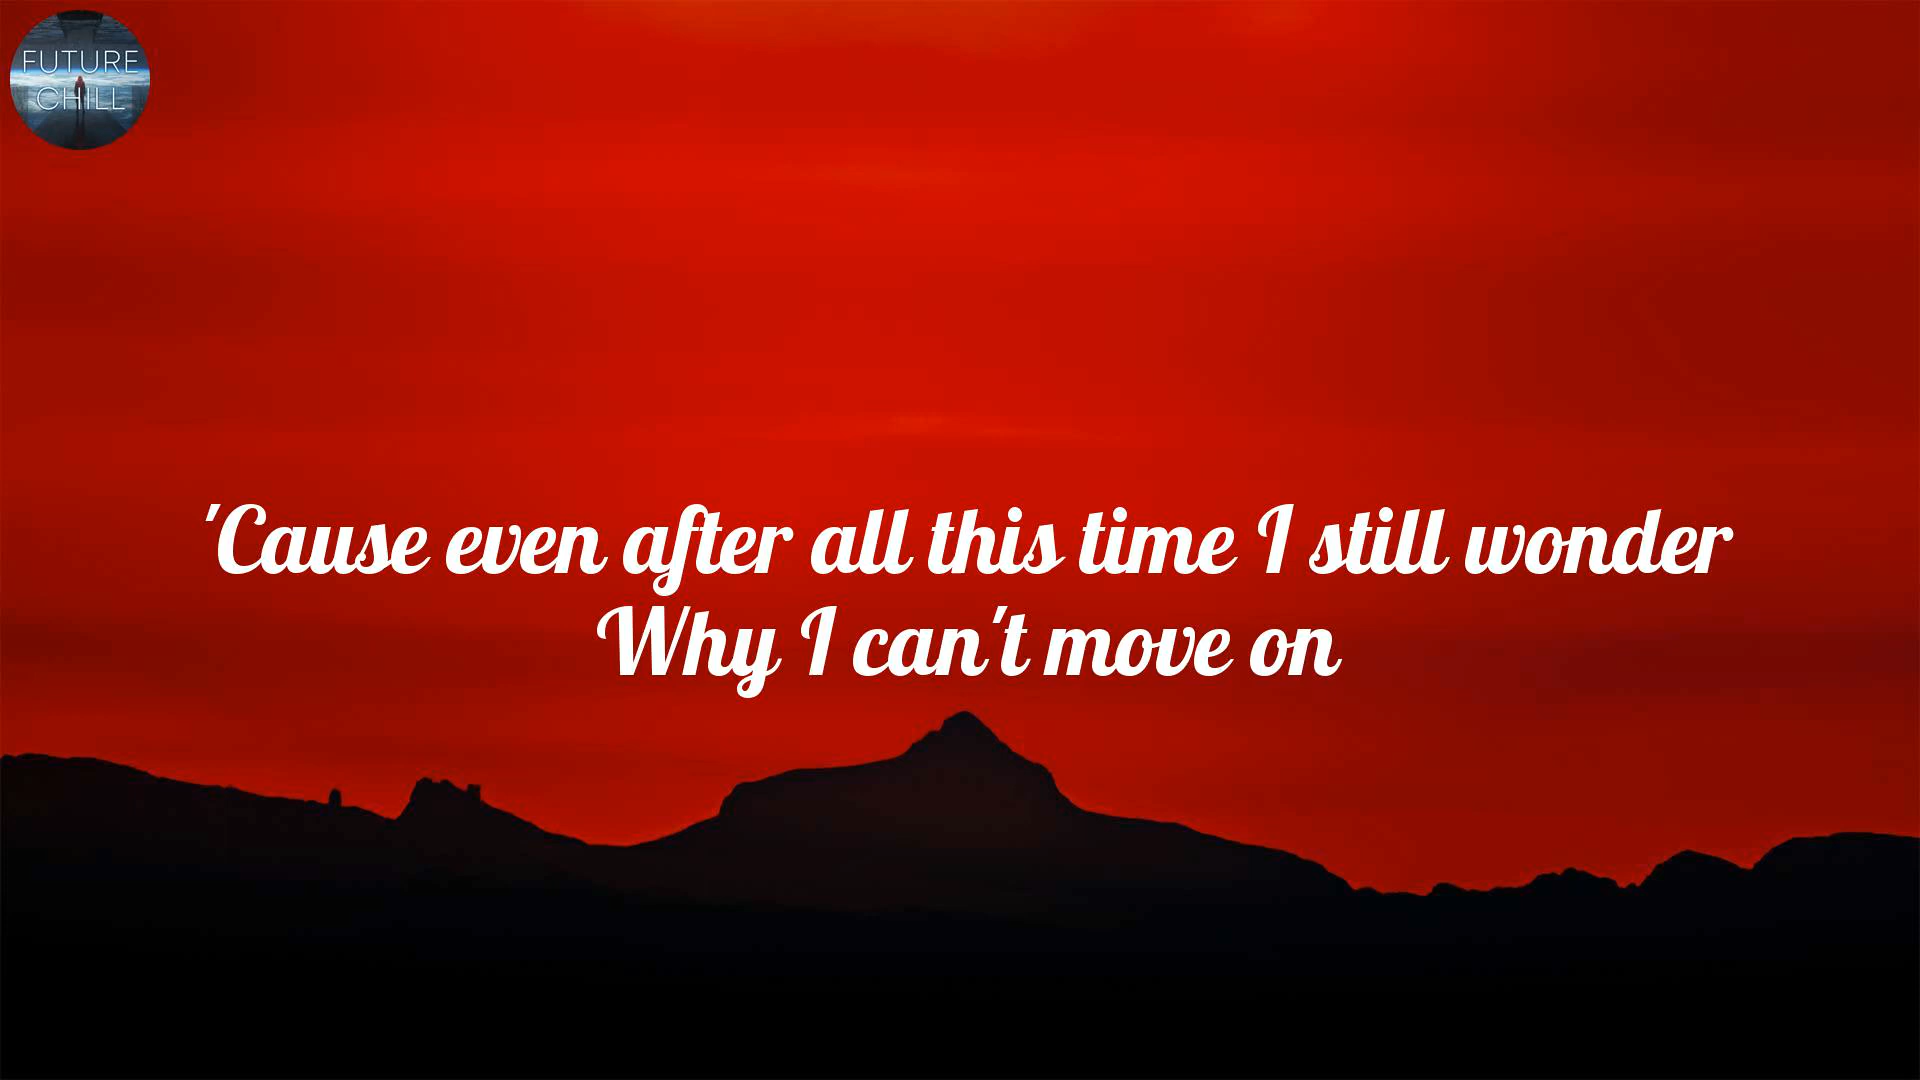 FUTURE
CHILL
'Cause even after all this time I still wonder
Why I can't move on